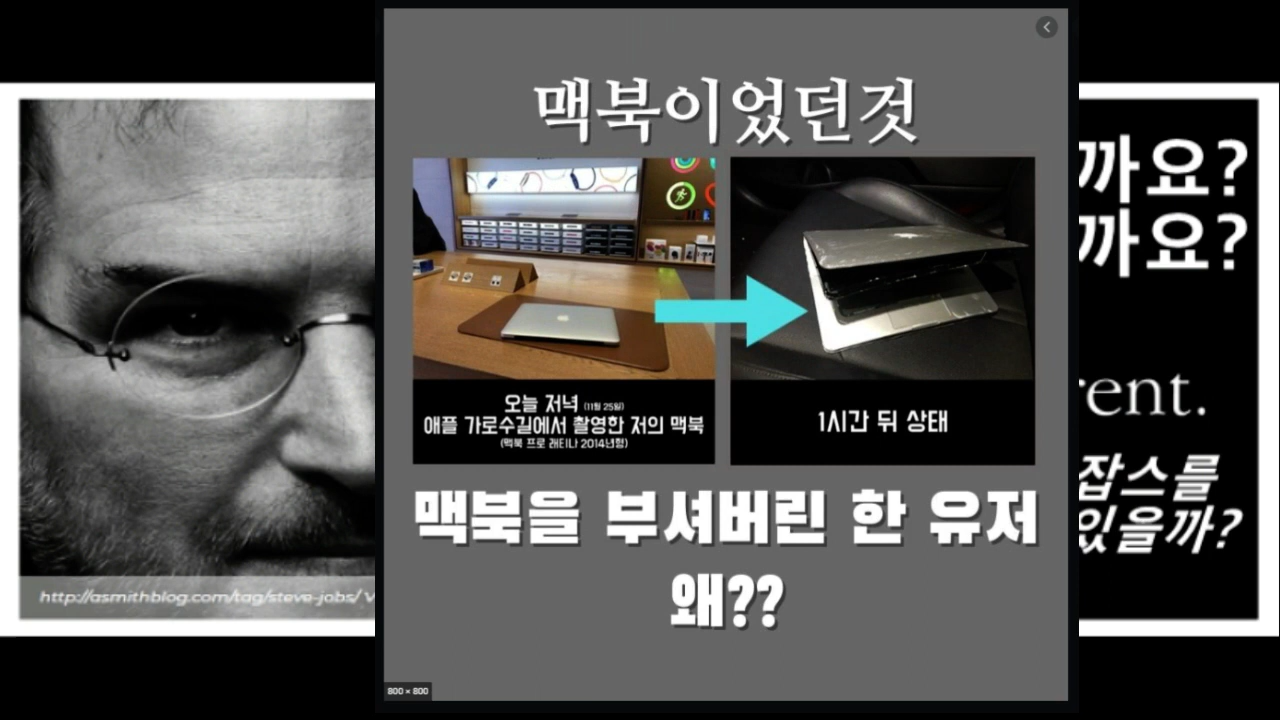 맥북이었던것
오늘 저녁 (11월 25일)
애플 가로수길에서 촬영한 저의 맥북
(맥북 프로 래티나 2014년형)
1시간 뒤 상태
맥북을 부셔버린 한 유저
왜??
800 × 800
http://asmithblog.com/tag/steve-jobs/
까요?
까요?
rent.
잡스를
있을까?